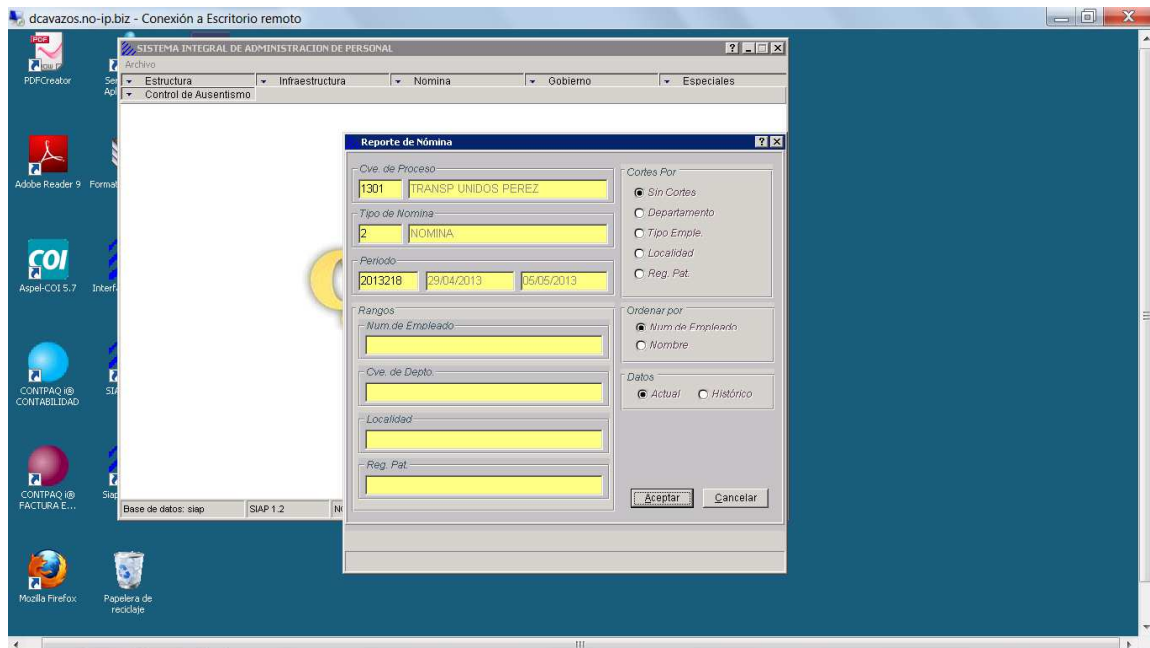 dcavazos.no-ip.biz - Conexión a Escritorio remoto
PDFCreator
SISTEMA INTEGRAL DE ADMINISTRACION DE PERSONAL
Archivo
Estructura
Infraestructura
Nomina
Gobierno
Especiales
Control de Ausentismo
Adobe Reader 9
Aspel-COI 5.7
CONTPAQ i®
CONTABILIDAD
CONTPAQ i®
FACTURA E...
Mozilla Firefox
Papelera de
reciclaje
COI
Reporte de Nómina
Cve. de Proceso
1301
TRANSP UNIDOS PEREZ
Tipo de Nomina
2
NOMINA
Periodo
2013218
29/04/2013
05/05/2013
Rangos
Num.de Empleado
Cve. de Depto.
Localidad
Reg. Pat.
Cortes Por
Sin Cortes
Departamento
Tipo Emple.
Localidad
Reg. Pat.
Ordenar por
Num de Empleado
Nombre
Datos
Actual
Histórico
Aceptar
Cancelar
Base de datos: siap
SIAP 1.2